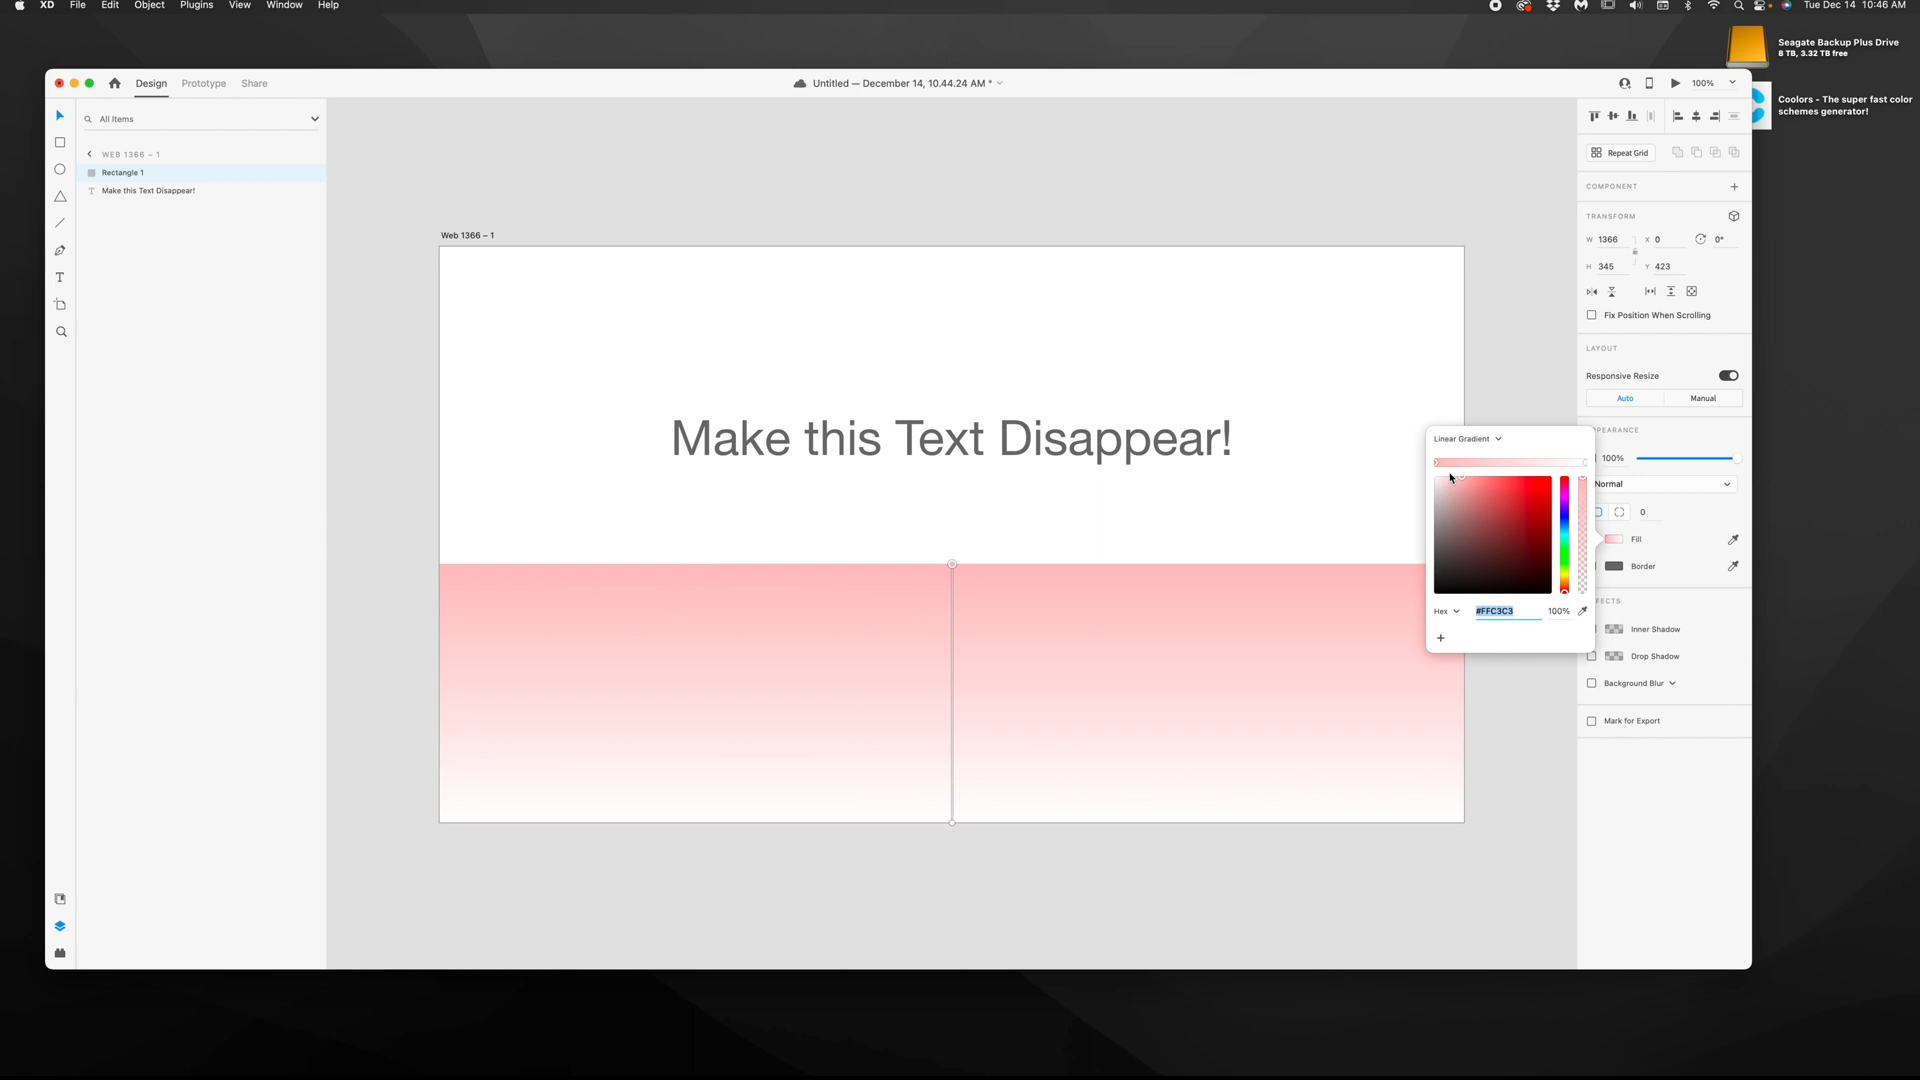 XD File Edit Object Plugins View Window Help
Tue Dec 14 10:46 AM
Seagate Backup Plus Drive
8 TB, 3.32 TB free
Coolors - The super fast color
schemes generator!
Design Prototype Share
Untitled — December 14, 10.44.24 AM *
100%
All Items
WEB 1366 – 1
Rectangle 1
T Make this Text Disappear!
Web 1366 – 1
Make this Text Disappear!
Repeat Grid
COMPONENT
TRANSFORM
W 1366 X 0 0°
H 345 Y 423
Fix Position When Scrolling
LAYOUT
Responsive Resize
Auto Manual
PPEARANCE
100%
Normal
0
Fill
Border
FECTS
Inner Shadow
Drop Shadow
Background Blur
Mark for Export
Linear Gradient
Hex #FFC3C3 100%
+